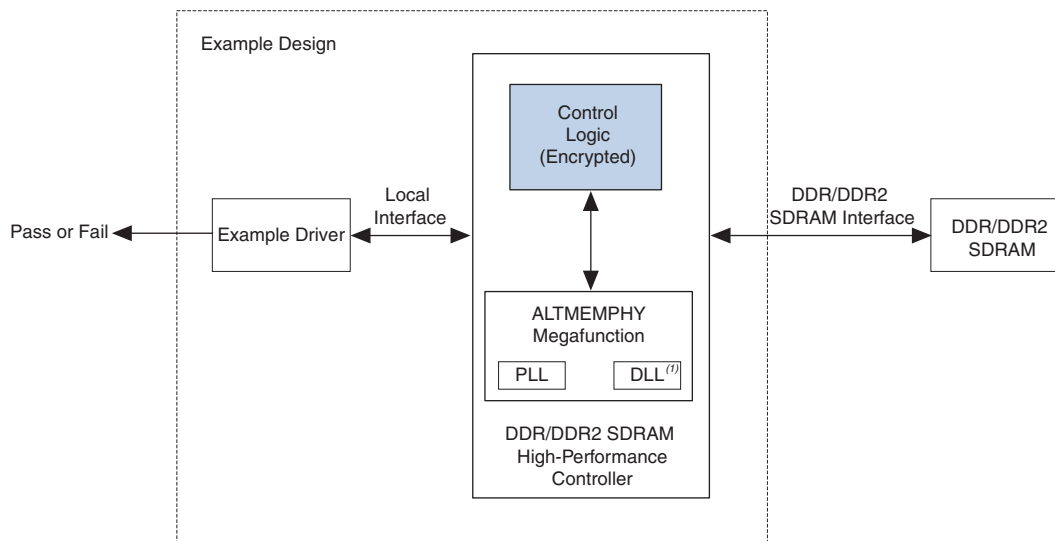 Example Design
Control
Logic
(Encrypted)
Local
Interface
DDR/DDR2
SDRAM Interface
Pass or Fail
Example Driver
DDR/DDR2
SDRAM
ALTMEMPHY
Megafunction
PLL
DLL(1)
DDR/DDR2 SDRAM
High-Performance
Controller